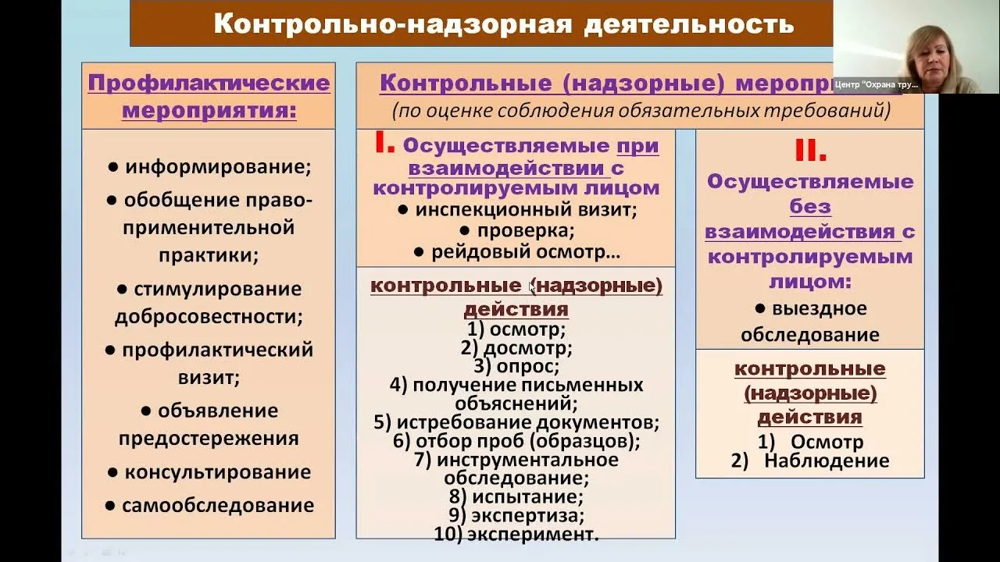 Контрольно-надзорная деятельность
Центр "Охрана тру...
Профилактические
мероприятия:
● информирование;
● обобщение право-
применительной
практики;
● стимулирование
добросовестности;
● профилактический
визит;
● объявление
предостережения
● консультирование
● самообследование
Контрольные (надзорные) меропр
(по оценке соблюдения обязательных требований)
I. Осуществляемые при
взаимодействии с
контролируемым лицом
● инспекционный визит;
● проверка;
● рейдовый осмотр...
контрольные (надзорные)
действия
1) осмотр;
2) досмотр;
3) опрос;
4) получение письменных
объяснений;
5) истребование документов;
6) отбор проб (образцов);
7) инструментальное
обследование;
8) испытание;
9) экспертиза;
10) эксперимент.
II.
Осуществляемые
без
взаимодействия с
контролируемым
лицом:
● выездное
обследование
контрольные
(надзорные)
действия
1) Осмотр
2) Наблюдение